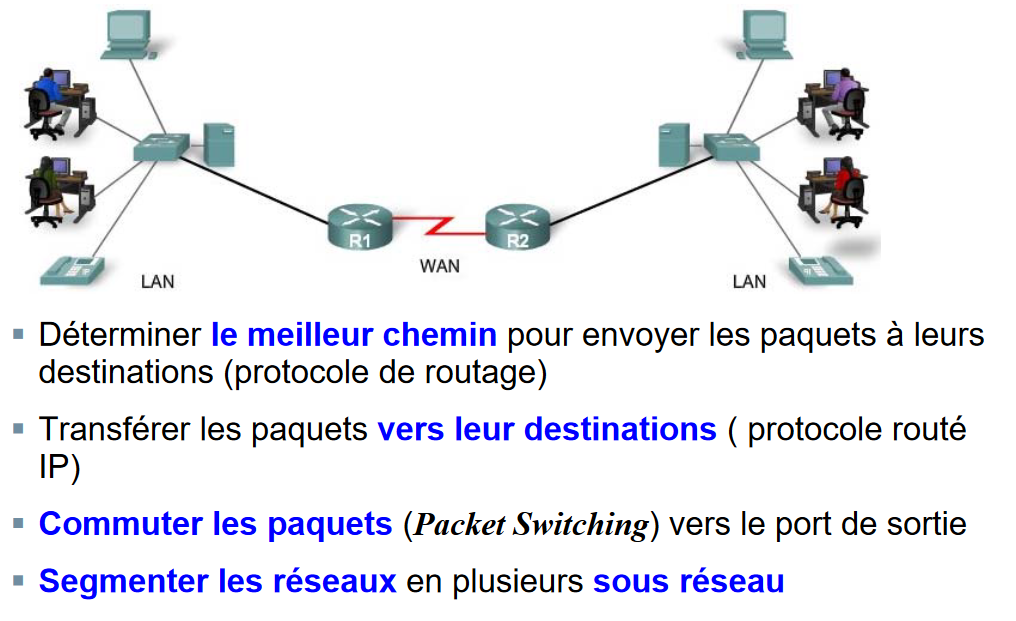 R1
R2
WAN
LAN
LAN
▪ Déterminer le meilleur chemin pour envoyer les paquets à leurs
destinations (protocole de routage)
▪ Transférer les paquets vers leur destinations ( protocole routé
IP)
▪ Commuter les paquets (Packet Switching) vers le port de sortie
▪ Segmenter les réseaux en plusieurs sous réseau